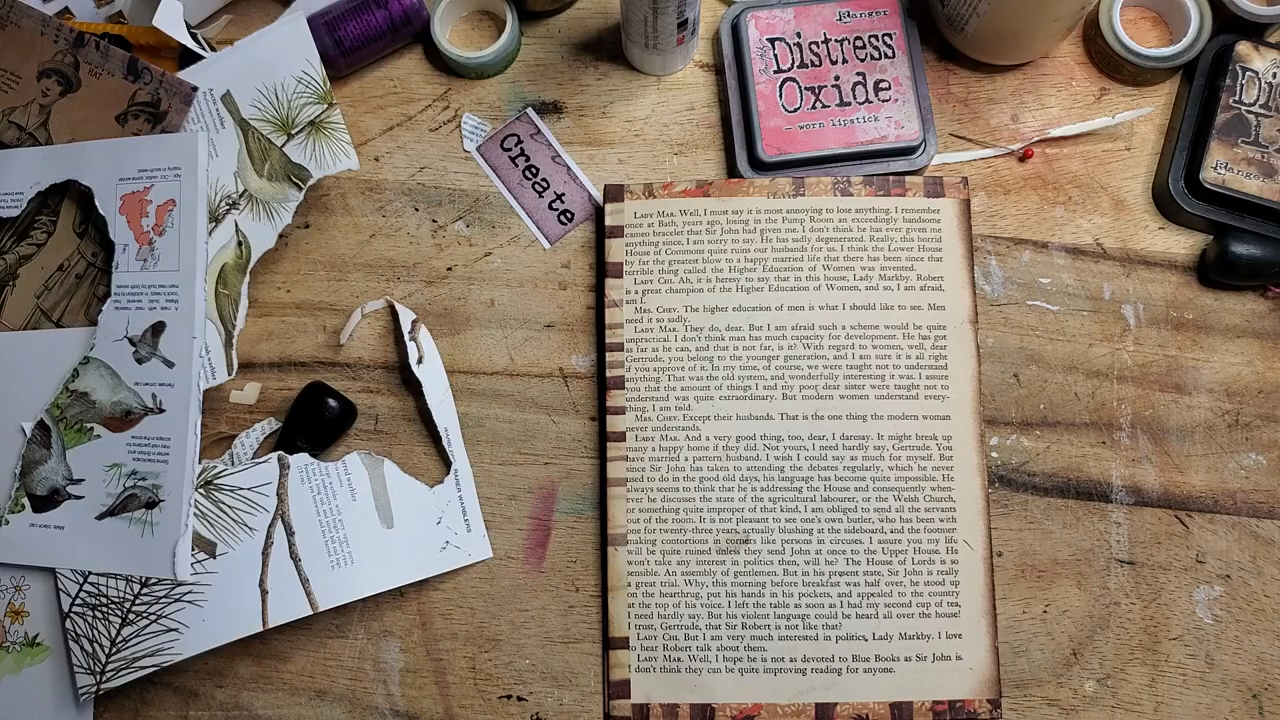 HAT
Ranger
Distress
Oxide
— worn lipstick —
Create
Di
Ranger
Arctic warbler
mainly in south-west.
Female, brown cap
Male: black cap
WARBLERS, RARER WARBLERS
LADY MAR. Well, I must say it is most annoying to lose anything. I remember
once at Bath, years ago, losing in the Pump Room an exceedingly handsome
cameo bracelet that Sir John had given me. I don't think he has ever given me
anything since, I am sorry to say. He has sadly degenerated. Really, this horrid
House of Commons quite ruins our husbands for us. I think the Lower House
by far the greatest blow to a happy married life that there has been since that
terrible thing called the Higher Education of Women was invented.
LADY CHI. Ah, it is heresy to say that in this house, Lady Markby. Robert
is a great champion of the Higher Education of Women, and so, I am afraid,
am I.
MRS. CHEV. The higher education of men is what I should like to see. Men
need it so sadly.
LADY MAR. They do, dear. But I am afraid such a scheme would be quite
unpractical. I don't think man has much capacity for development. He has got
as far as he can, and that is not far, is it? With regard to women, well, dear
Gertrude, you belong to the younger generation, and I am sure it is all right
if you approve of it. In my time, of course, we were taught not to understand
anything. That was the old system, and wonderfully interesting it was. I assure
you that the amount of things I and my poor dear sister were taught not to
understand was quite extraordinary. But modern women understand every-
thing, I am told.
MRS. CHEV. Except their husbands. That is the one thing the modern woman
never understands.
LADY MAR. And a very good thing, too, dear, I daresay. It might break up
many a happy home if they did. Not yours, I need hardly say, Gertrude. You
have married a pattern husband. I wish I could say as much for myself. But
since Sir John has taken to attending the debates regularly, which he never
used to do in the good old days, his language has become quite impossible. He
always seems to think that he is addressing the House and consequently when-
ever he discusses the state of the agricultural labourer, or the Welsh Church,
or something quite improper of that kind, I am obliged to send all the servants
out of the room. It is not pleasant to see one's own butler, who has been with
one for twenty-three years, actually blushing at the sideboard, and the footmen
making contortions in corners like persons in circuses. I assure you my life
will be quite ruined unless they send John at once to the Upper House. He
won't take any interest in politics then, will he? The House of Lords is so
sensible. An assembly of gentlemen. But in his present state, Sir John is really
a great trial. Why, this morning before breakfast was half over, he stood up
on the hearthrug, put his hands in his pockets, and appealed to the country
at the top of his voice. I left the table as soon as I had my second cup of tea,
I need hardly say. But his violent language could be heard all over the house!
I trust, Gertrude, that Sir Robert is not like that?
LADY CHI. But I am very much interested in politics, Lady Markby. I love
to hear Robert talk about them.
LADY MAR. Well, I hope he is not as devoted to Blue Books as Sir John is.
I don't think they can be quite improving reading for anyone.